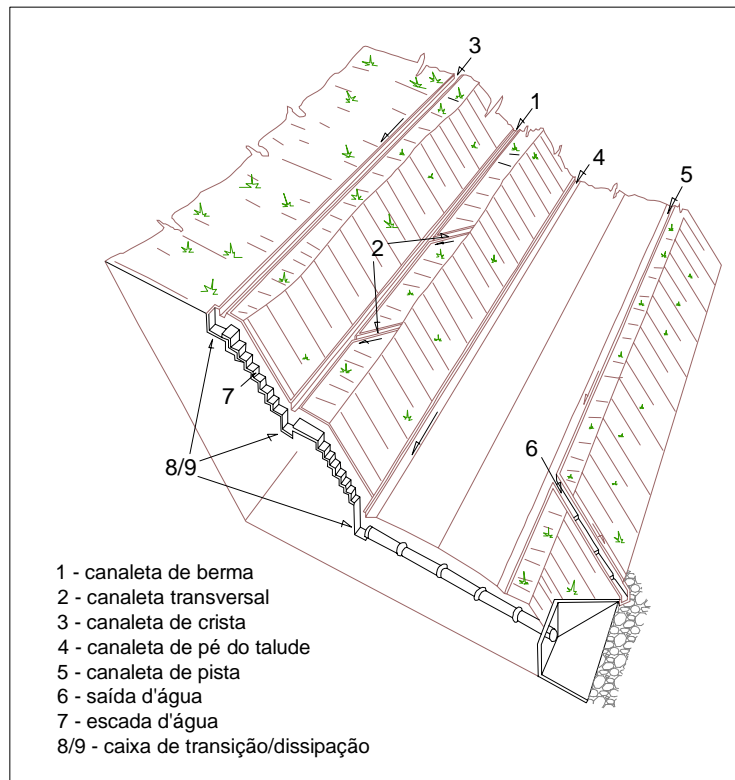 3
1
4
5
2
7
8/9
6
1 - canaleta de berma
2 - canaleta transversal
3 - canaleta de crista
4 - canaleta de pé do talude
5 - canaleta de pista
6 - saída d'água
7 - escada d'água
8/9 - caixa de transição/dissipação